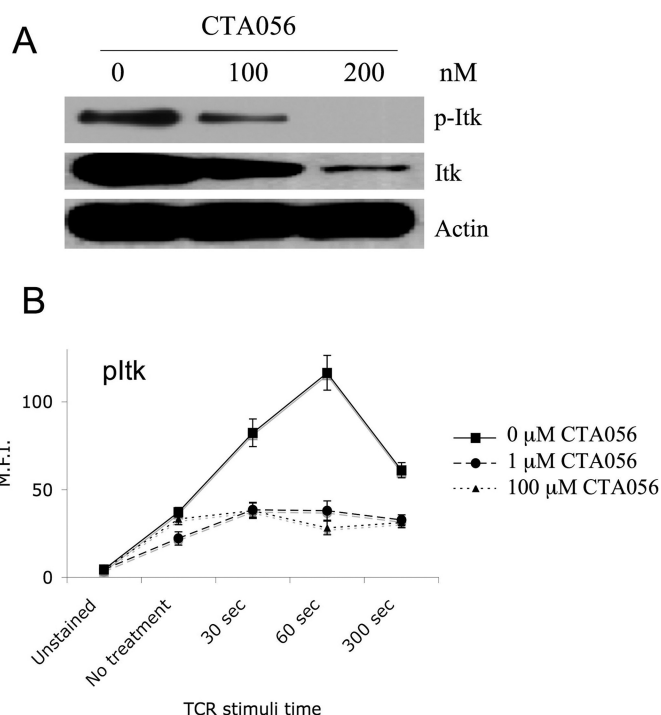 A
CTA056
0 100 200 nM
p-Itk
Itk
Actin
B
pItk
M.F.I.
100
50
0
0 μM CTA056
1 μM CTA056
100 μM CTA056
Unstained
No treatment
30 sec
60 sec
300 sec
TCR stimuli time